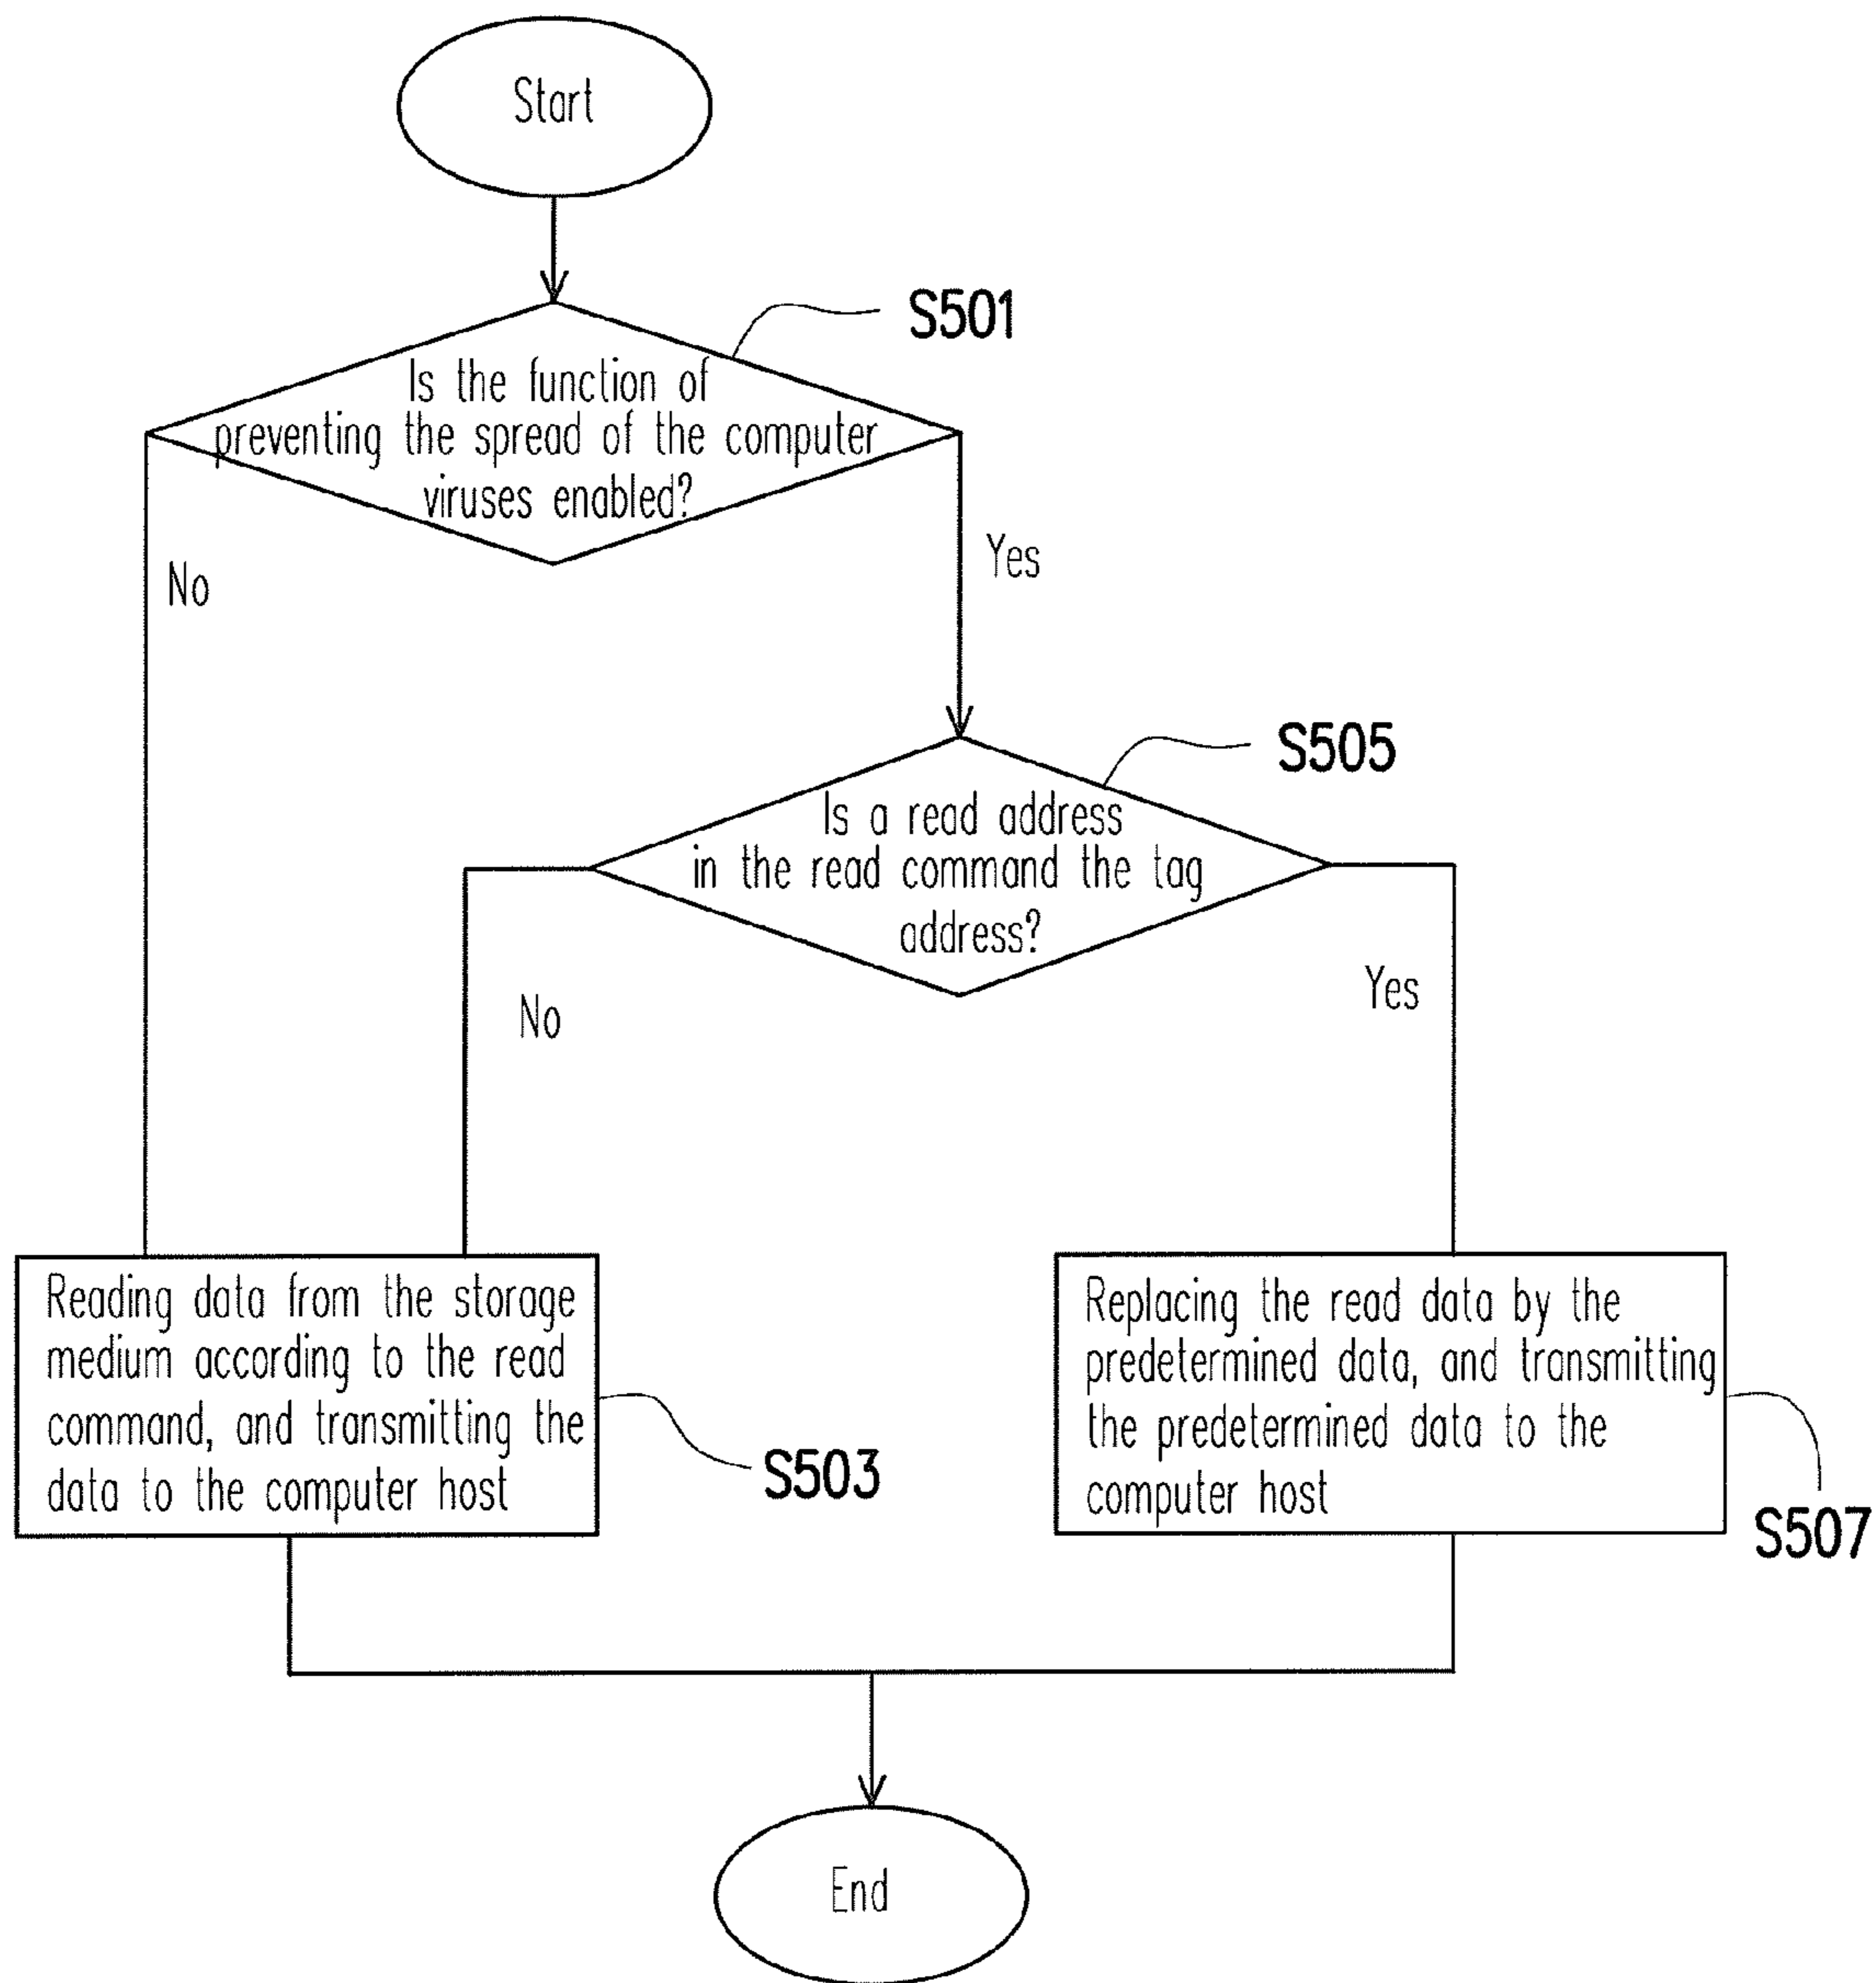 Start
S501
Is the function of
preventing the spread of the computer
viruses enabled?
No
Yes
S505
Is a read address
in the read command the tag
address?
No
Yes
Reading data from the storage
medium according to the read
command, and transmitting the
data to the computer host
S503
Replacing the read data by the
predetermined data, and transmitting
the predetermined data to the
computer host
S507
End